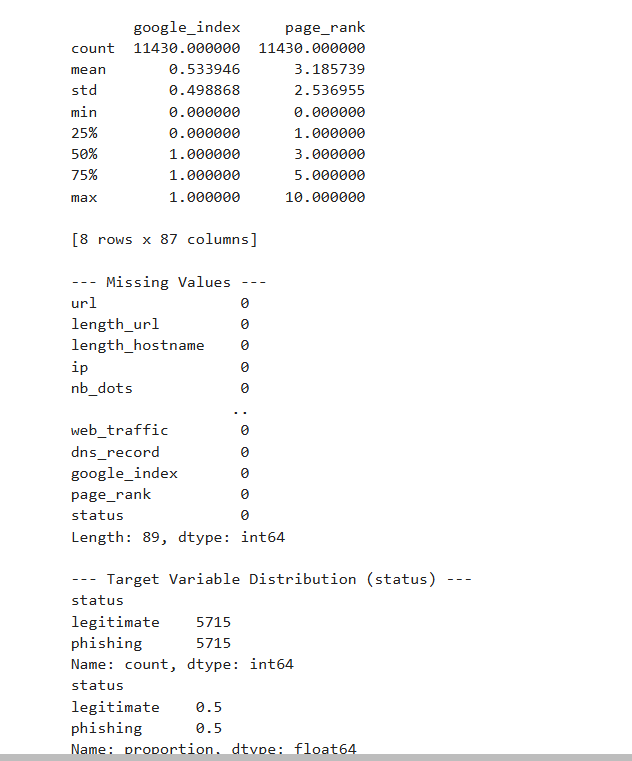 google_index page_rank
count 11430.000000 11430.000000
mean 0.533946 3.185739
std 0.498868 2.536955
min 0.000000 0.000000
25% 0.000000 1.000000
50% 1.000000 3.000000
75% 1.000000 5.000000
max 1.000000 10.000000
[8 rows x 87 columns]
--- Missing Values ---
url 0
length_url 0
length_hostname 0
ip 0
nb_dots 0
..
web_traffic 0
dns_record 0
google_index 0
page_rank 0
status 0
Length: 89, dtype: int64
--- Target Variable Distribution (status) ---
status
legitimate 5715
phishing 5715
Name: count, dtype: int64
status
legitimate 0.5
phishing 0.5
Name: proportion, dtype: float64